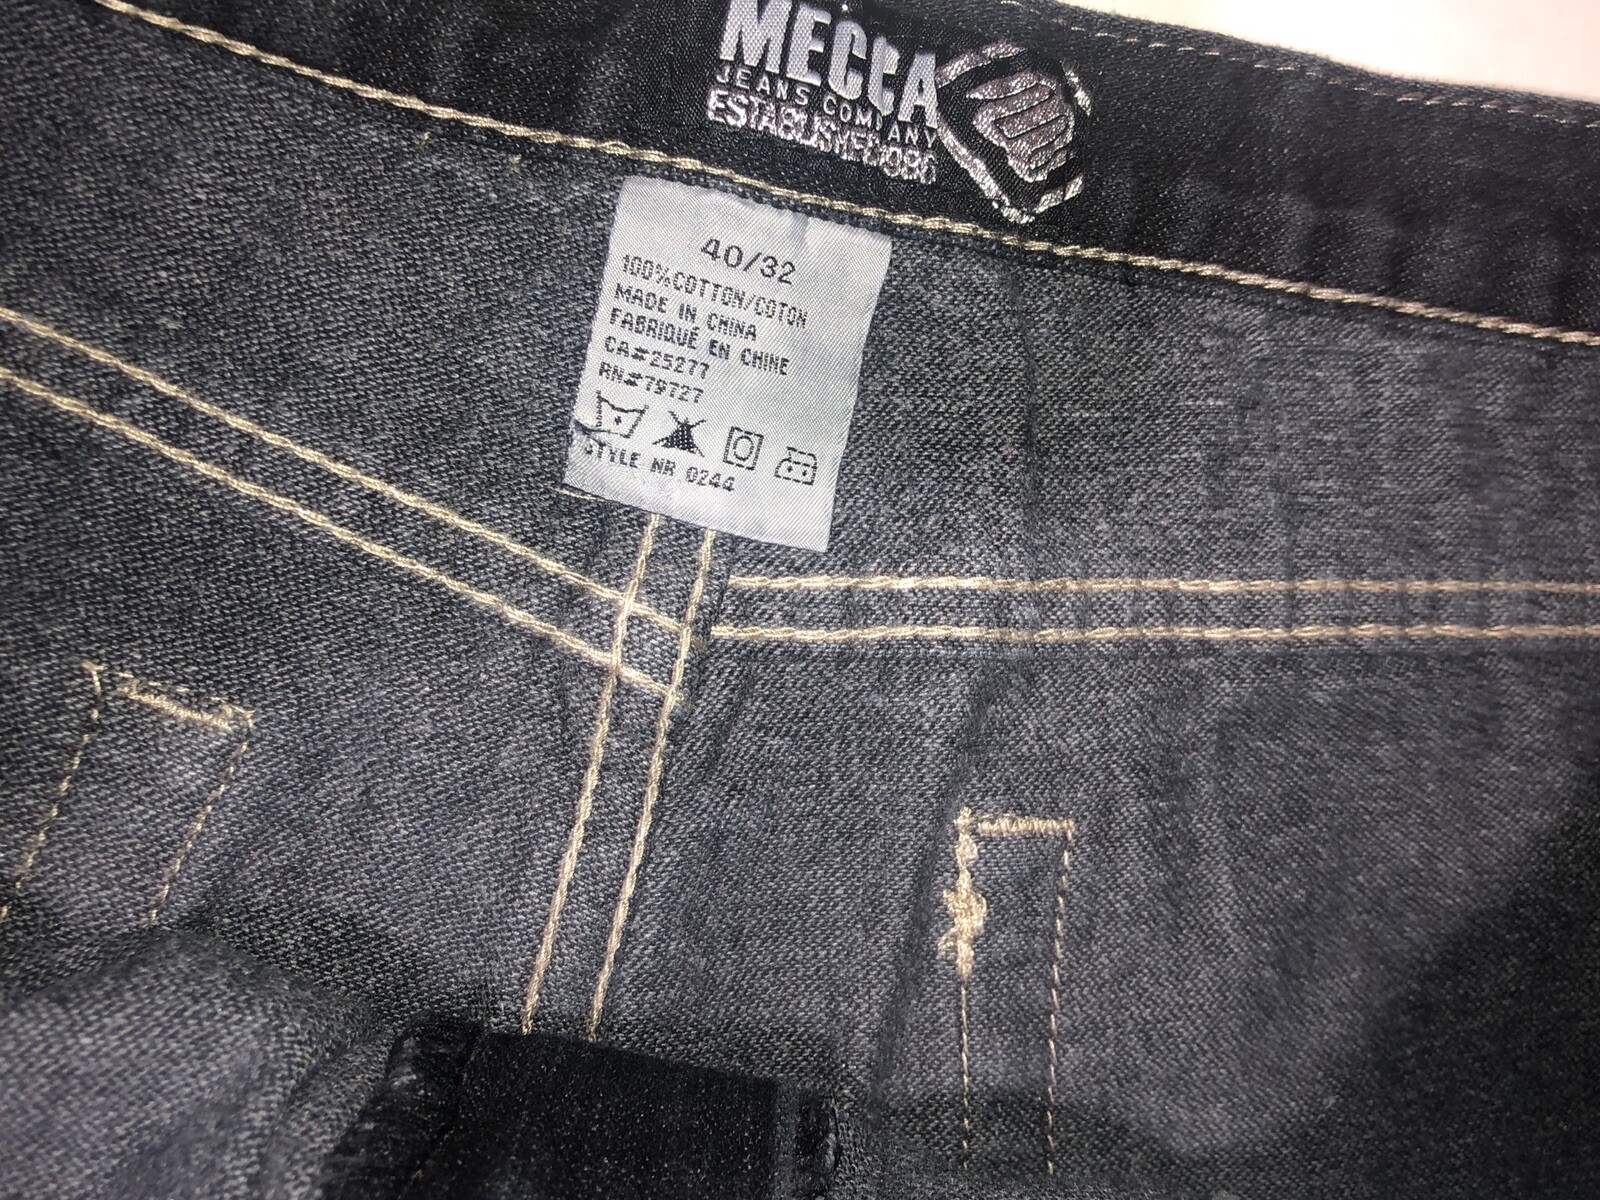 MECCA
JEANS COMPANY
40/32
100%COTTON/COTON
MADE IN CHINA
FABRIQUÉ EN CHINE
CA#25277
RN#79727
STYLE NR 0244